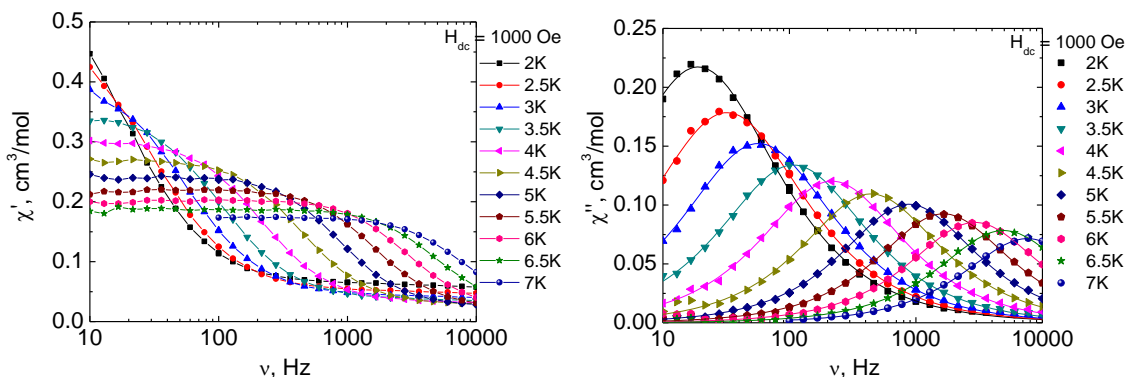 0.5
0.4
0.3
0.2
0.1
0.0
χ', cm³/mol
10
100
1000
10000
ν, Hz
H_dc = 1000 Oe
2K
2.5K
3K
3.5K
4K
4.5K
5K
5.5K
6K
6.5K
7K
0.25
0.20
0.15
0.10
0.05
0.00
χ'', cm³/mol
10
100
1000
10000
ν, Hz
H_dc = 1000 Oe
2K
2.5K
3K
3.5K
4K
4.5K
5K
5.5K
6K
6.5K
7K